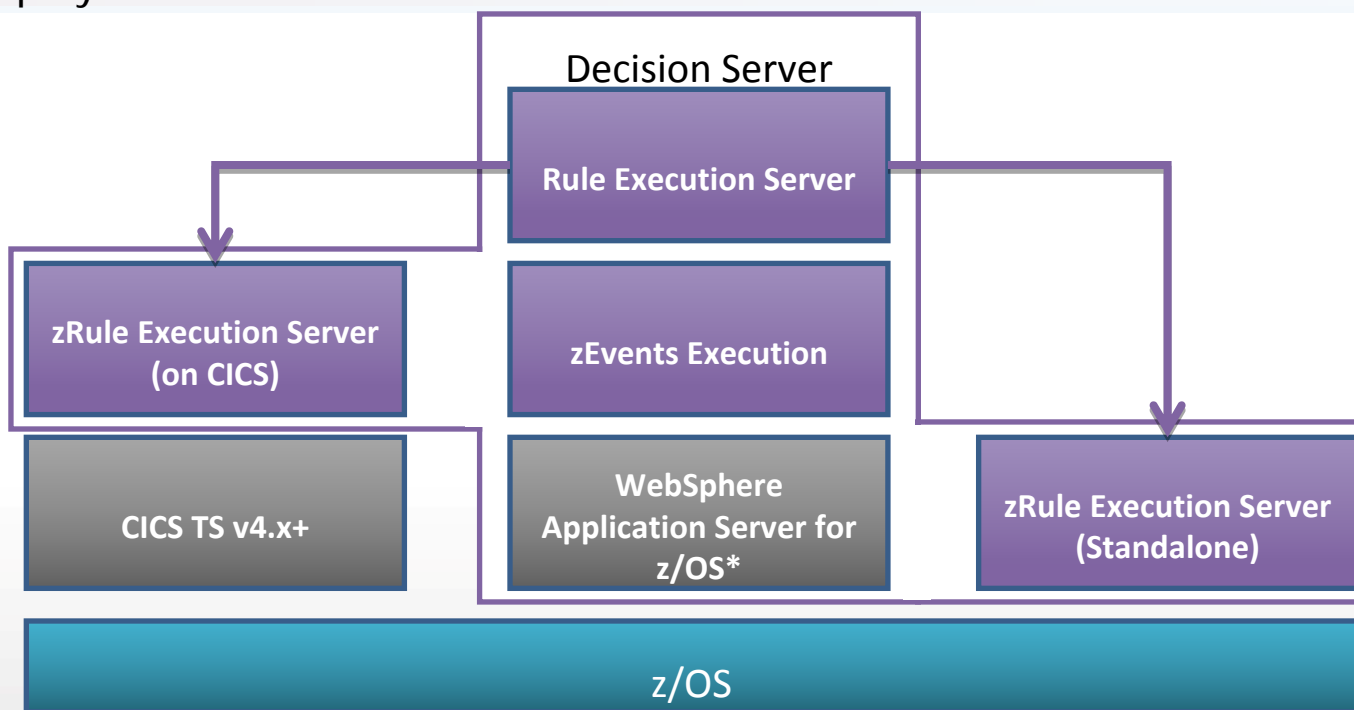 Decision Server
Rule Execution Server
zRule Execution Server
(on CICS)
zEvents Execution
CICS TS v4.x+
WebSphere
Application Server for
z/OS*
zRule Execution Server
(Standalone)
z/OS